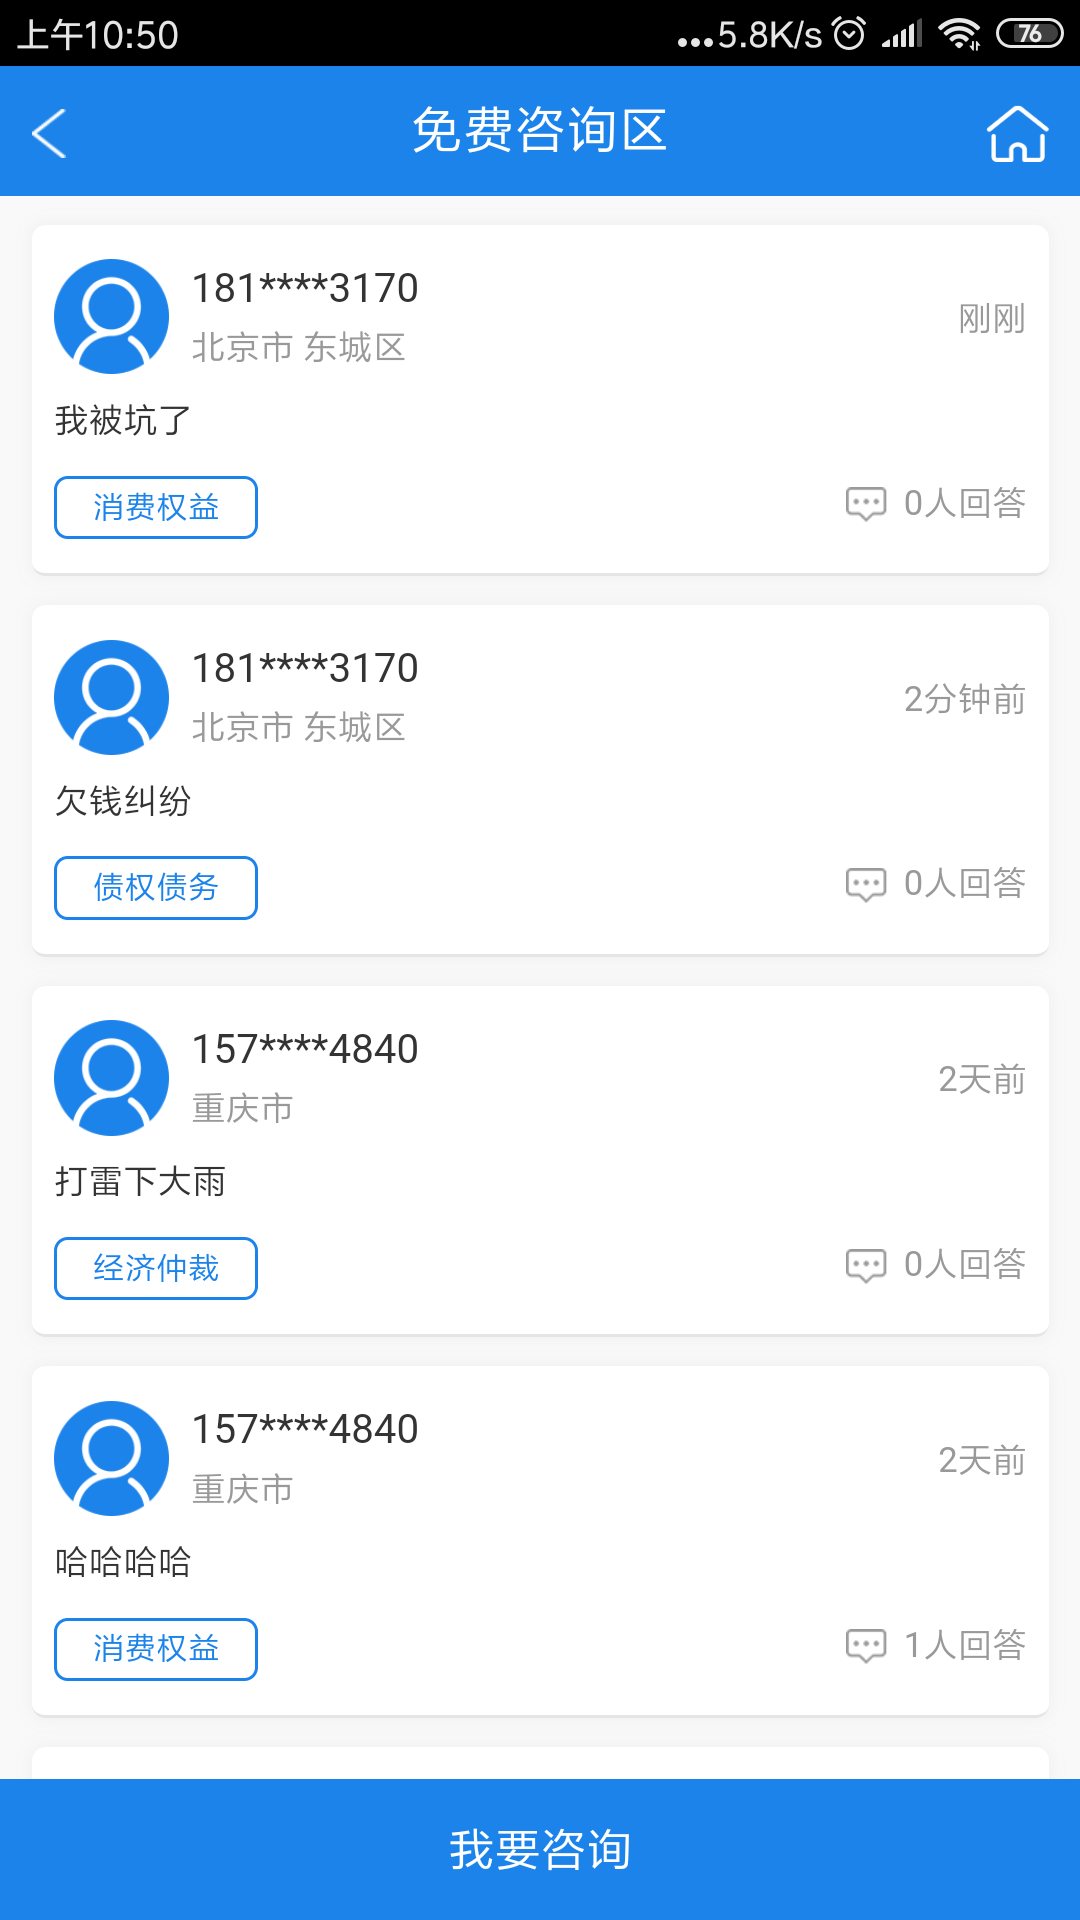 上午10:50
...5.8K/s
76
免费咨询区
181****3170
北京市 东城区
刚刚
我被坑了
消费权益
0人回答
181****3170
北京市 东城区
2分钟前
欠钱纠纷
债权债务
0人回答
157****4840
重庆市
2天前
打雷下大雨
经济仲裁
0人回答
157****4840
重庆市
2天前
哈哈哈哈
消费权益
1人回答
我要咨询